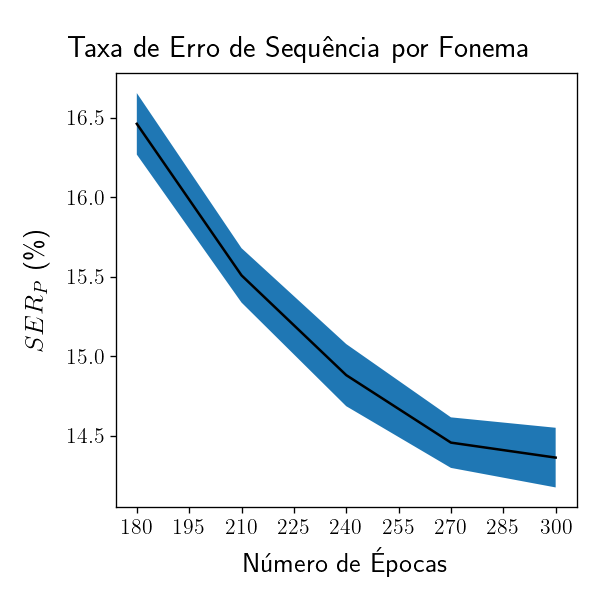 Taxa de Erro de Sequência por Fonema
SER_P (%)
16.5
16.0
15.5
15.0
14.5
180 195 210 225 240 255 270 285 300
Número de Épocas